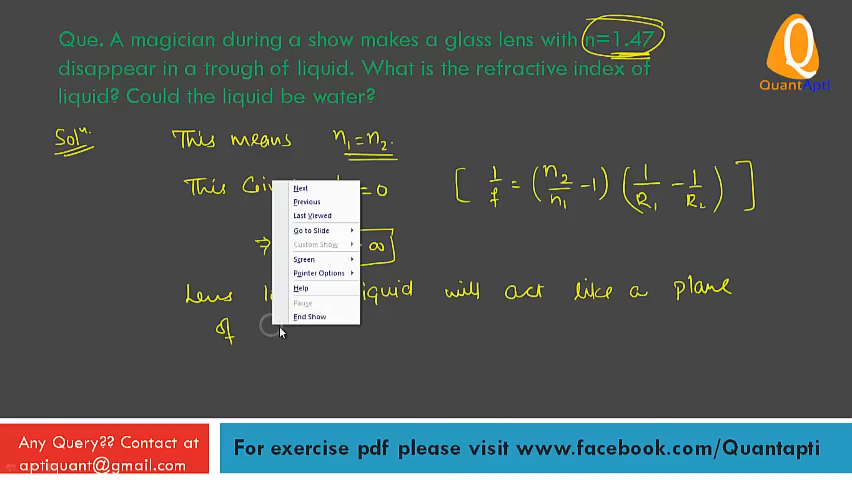 Que. A magician during a show makes a glass lens with n=1.47
disappear in a trough of liquid. What is the refractive index of
liquid? Could the liquid be water?
QuantApti
Solⁿ.
This means n₁=n₂.
This =0
[ 1/f = (n₂/n₁ -1) (1/R₁ - 1/R₂) ]
⇒ ∞
Lens liquid will act like a plane
of
Next
Previous
Last Viewed
Go to Slide
Custom Show
Screen
Pointer Options
Help
Pause
End Show
Any Query?? Contact at
aptiquant@gmail.com
For exercise pdf please visit www.facebook.com/Quantapti